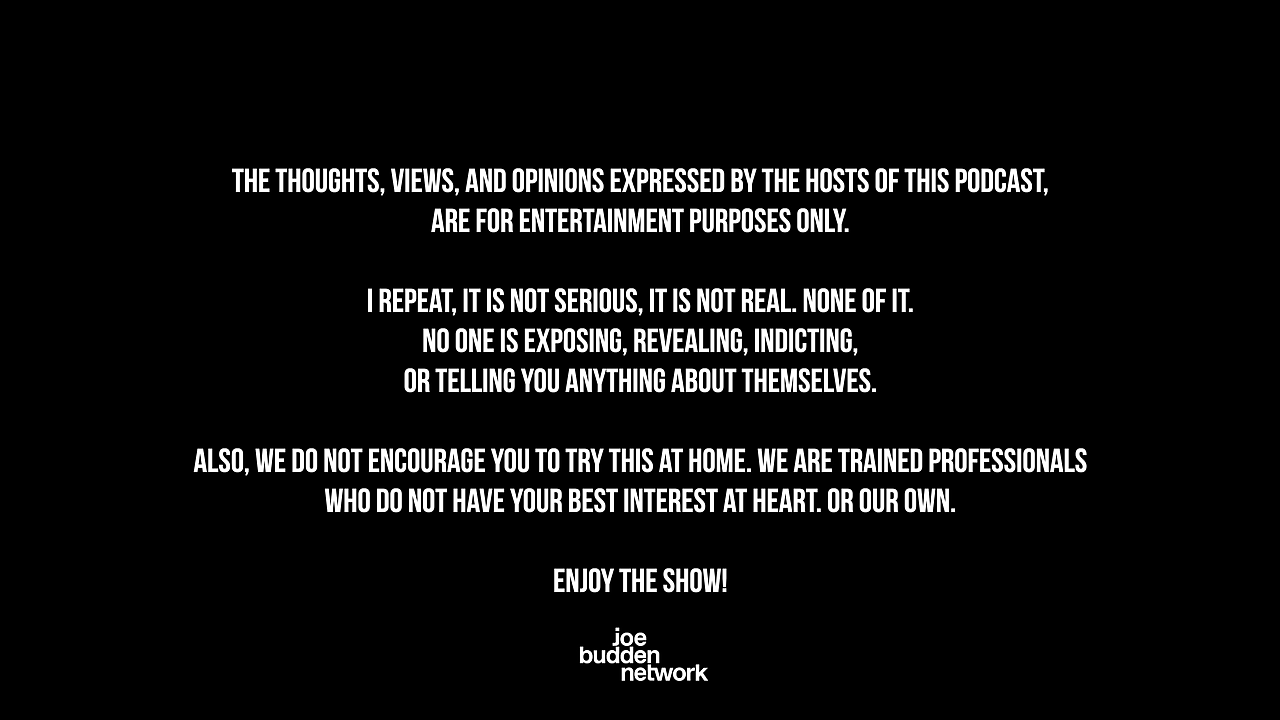 THE THOUGHTS, VIEWS, AND OPINIONS EXPRESSED BY THE HOSTS OF THIS PODCAST,
ARE FOR ENTERTAINMENT PURPOSES ONLY.
I REPEAT, IT IS NOT SERIOUS, IT IS NOT REAL. NONE OF IT.
NO ONE IS EXPOSING, REVEALING, INDICTING,
OR TELLING YOU ANYTHING ABOUT THEMSELVES.
ALSO, WE DO NOT ENCOURAGE YOU TO TRY THIS AT HOME. WE ARE TRAINED PROFESSIONALS
WHO DO NOT HAVE YOUR BEST INTEREST AT HEART. OR OUR OWN.
ENJOY THE SHOW!
joe
budden
network